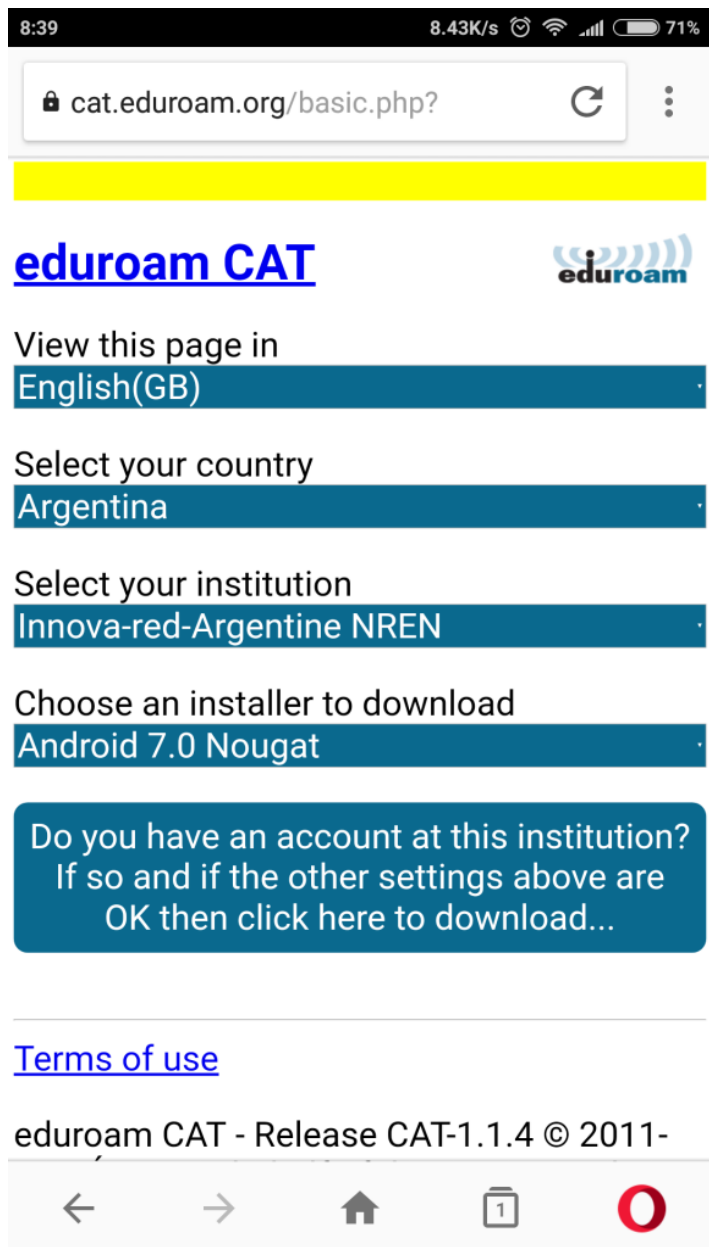 8:39 8.43K/s 71%
cat.eduroam.org/basic.php?
eduroam CAT
eduroam
View this page in
English(GB)
Select your country
Argentina
Select your institution
Innova-red-Argentine NREN
Choose an installer to download
Android 7.0 Nougat
Do you have an account at this institution?
If so and if the other settings above are
OK then click here to download...
Terms of use
eduroam CAT - Release CAT-1.1.4 © 2011-
1